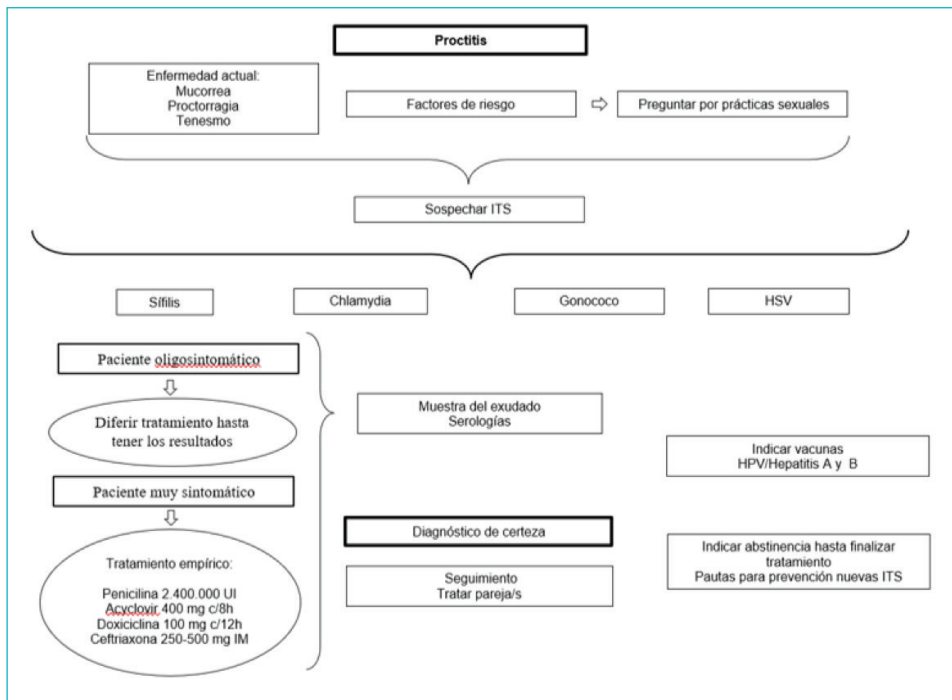 Proctitis
Enfermedad actual:
Mucorrea
Proctorragia
Tenesmo
Factores de riesgo
Preguntar por prácticas sexuales
Sospechar ITS
Sífilis
Chlamydia
Gonococo
HSV
Paciente oligosintomático
Diferir tratamiento hasta
tener los resultados
Paciente muy sintomático
Tratamiento empírico:
Penicilina 2.400.000 UI
Acyclovir 400 mg c/8h
Doxiciclina 100 mg c/12h
Ceftriaxona 250-500 mg IM
Muestra del exudado
Serologías
Diagnóstico de certeza
Seguimiento
Tratar pareja/s
Indicar vacunas
HPV/Hepatitis A y B
Indicar abstinencia hasta finalizar
tratamiento
Pautas para prevención nuevas ITS